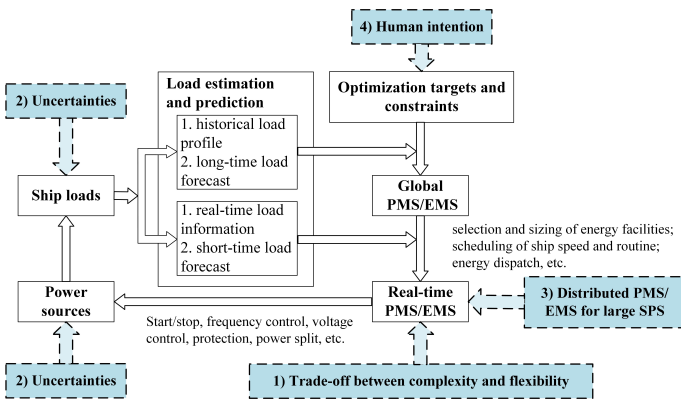 4) Human intention
Load estimation
and prediction
Optimization targets and
constraints
2) Uncertainties
1. historical load
profile
2. long-time load
forecast
Ship loads
Global
PMS/EMS
1. real-time load
information
2. short-time load
forecast
selection and sizing of energy facilities;
scheduling of ship speed and routine;
energy dispatch, etc.
Power
sources
Real-time
PMS/EMS
3) Distributed PMS/
EMS for large SPS
Start/stop, frequency control, voltage
control, protection, power split, etc.
2) Uncertainties
1) Trade-off between complexity and flexibility